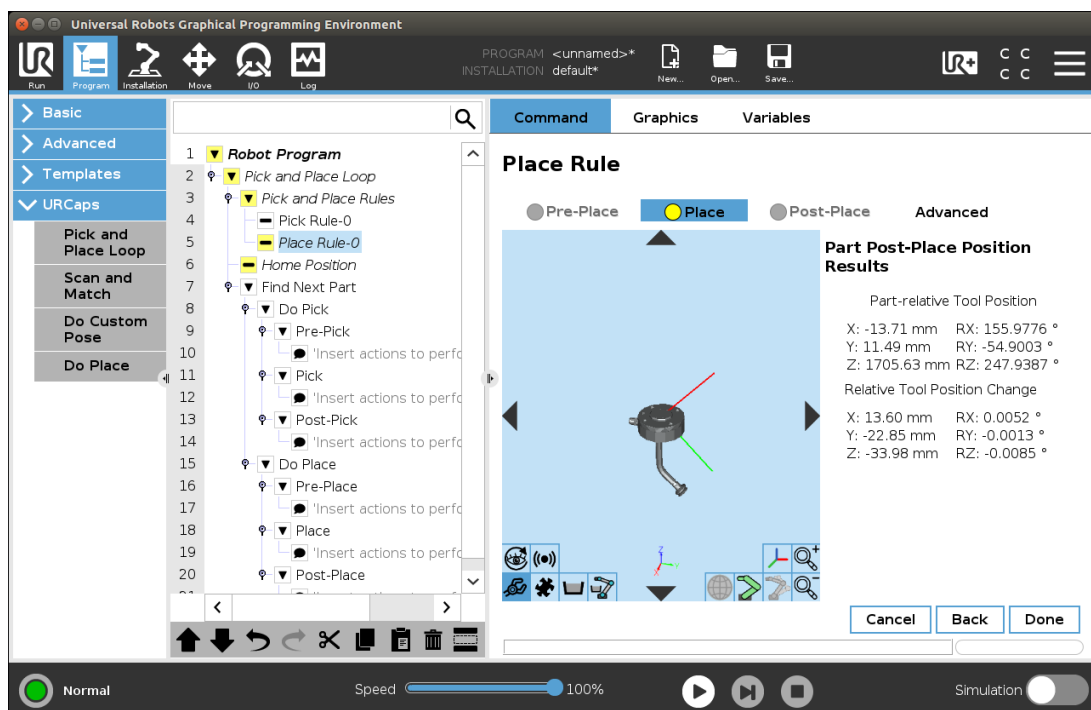 Universal Robots Graphical Programming Environment
PROGRAM <unnamed>*
INSTALLATION default*
Run
Program
Installation
Move
I/O
Log
New...
Open...
Save...
UR+
C C
C C
Basic
Advanced
Templates
URCaps
Pick and
Place Loop
Scan and
Match
Do Custom
Pose
Do Place
1 Robot Program
2 Pick and Place Loop
3 Pick and Place Rules
4 Pick Rule-0
5 Place Rule-0
6 Home Position
7 Find Next Part
8 Do Pick
9 Pre-Pick
10 'Insert actions to perfo
11 Pick
12 'Insert actions to perfo
13 Post-Pick
14 'Insert actions to perfo
15 Do Place
16 Pre-Place
17 'Insert actions to perfo
18 Place
19 'Insert actions to perfo
20 Post-Place
Command Graphics Variables
Place Rule
Pre-Place Place Post-Place Advanced
Part Post-Place Position
Results
Part-relative Tool Position
X: -13.71 mm RX: 155.9776 °
Y: 11.49 mm RY: -54.9003 °
Z: 1705.63 mm RZ: 247.9387 °
Relative Tool Position Change
X: 13.60 mm RX: 0.0052 °
Y: -22.85 mm RY: -0.0013 °
Z: -33.98 mm RZ: -0.0085 °
Z
X
Cancel Back Done
Normal
Speed 100%
Simulation